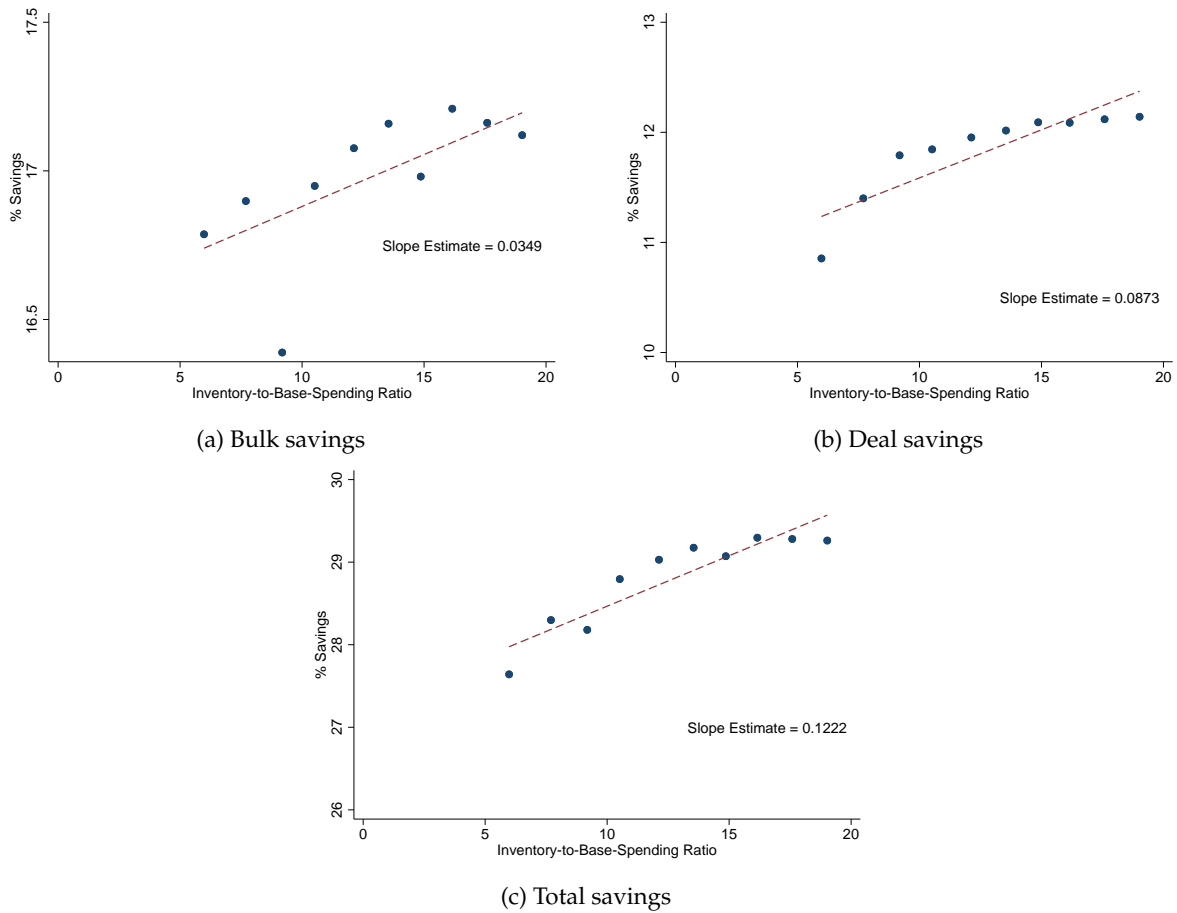 17.5
17
16.5
% Savings
Slope Estimate = 0.0349
0 5 10 15 20
Inventory-to-Base-Spending Ratio
(a) Bulk savings
13
12
11
10
% Savings
Slope Estimate = 0.0873
0 5 10 15 20
Inventory-to-Base-Spending Ratio
(b) Deal savings
30
29
28
27
26
% Savings
Slope Estimate = 0.1222
0 5 10 15 20
Inventory-to-Base-Spending Ratio
(c) Total savings